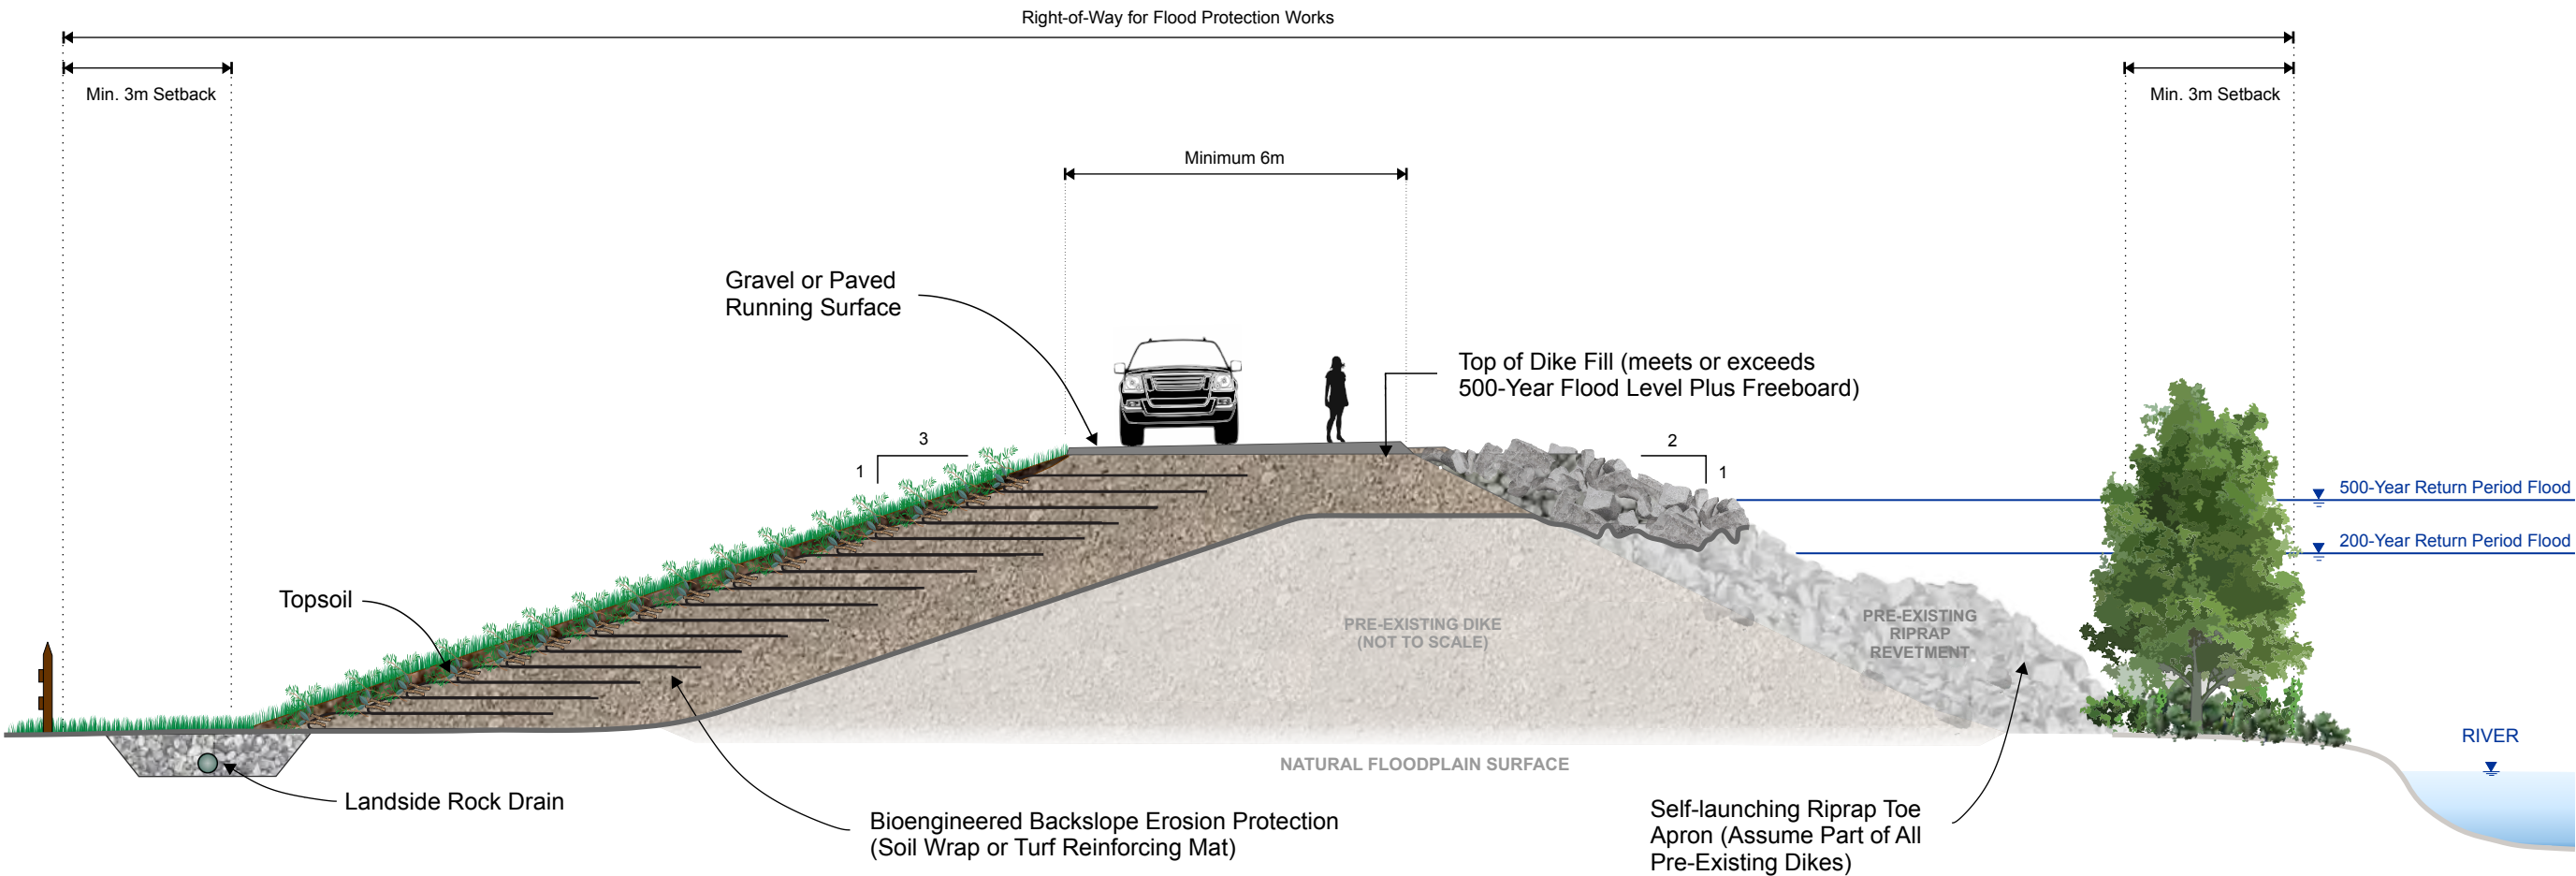 Right-of-Way for Flood Protection Works
Min. 3m Setback
Min. 3m Setback
Minimum 6m
Gravel or Paved
Running Surface
Top of Dike Fill (meets or exceeds
500-Year Flood Level Plus Freeboard)
3
1
2
1
500-Year Return Period Flood
200-Year Return Period Flood
Topsoil
PRE-EXISTING DIKE
(NOT TO SCALE)
PRE-EXISTING
RIPRAP
REVETMENT
RIVER
NATURAL FLOODPLAIN SURFACE
Landside Rock Drain
Bioengineered Backslope Erosion Protection
(Soil Wrap or Turf Reinforcing Mat)
Self-launching Riprap Toe
Apron (Assume Part of All
Pre-Existing Dikes)